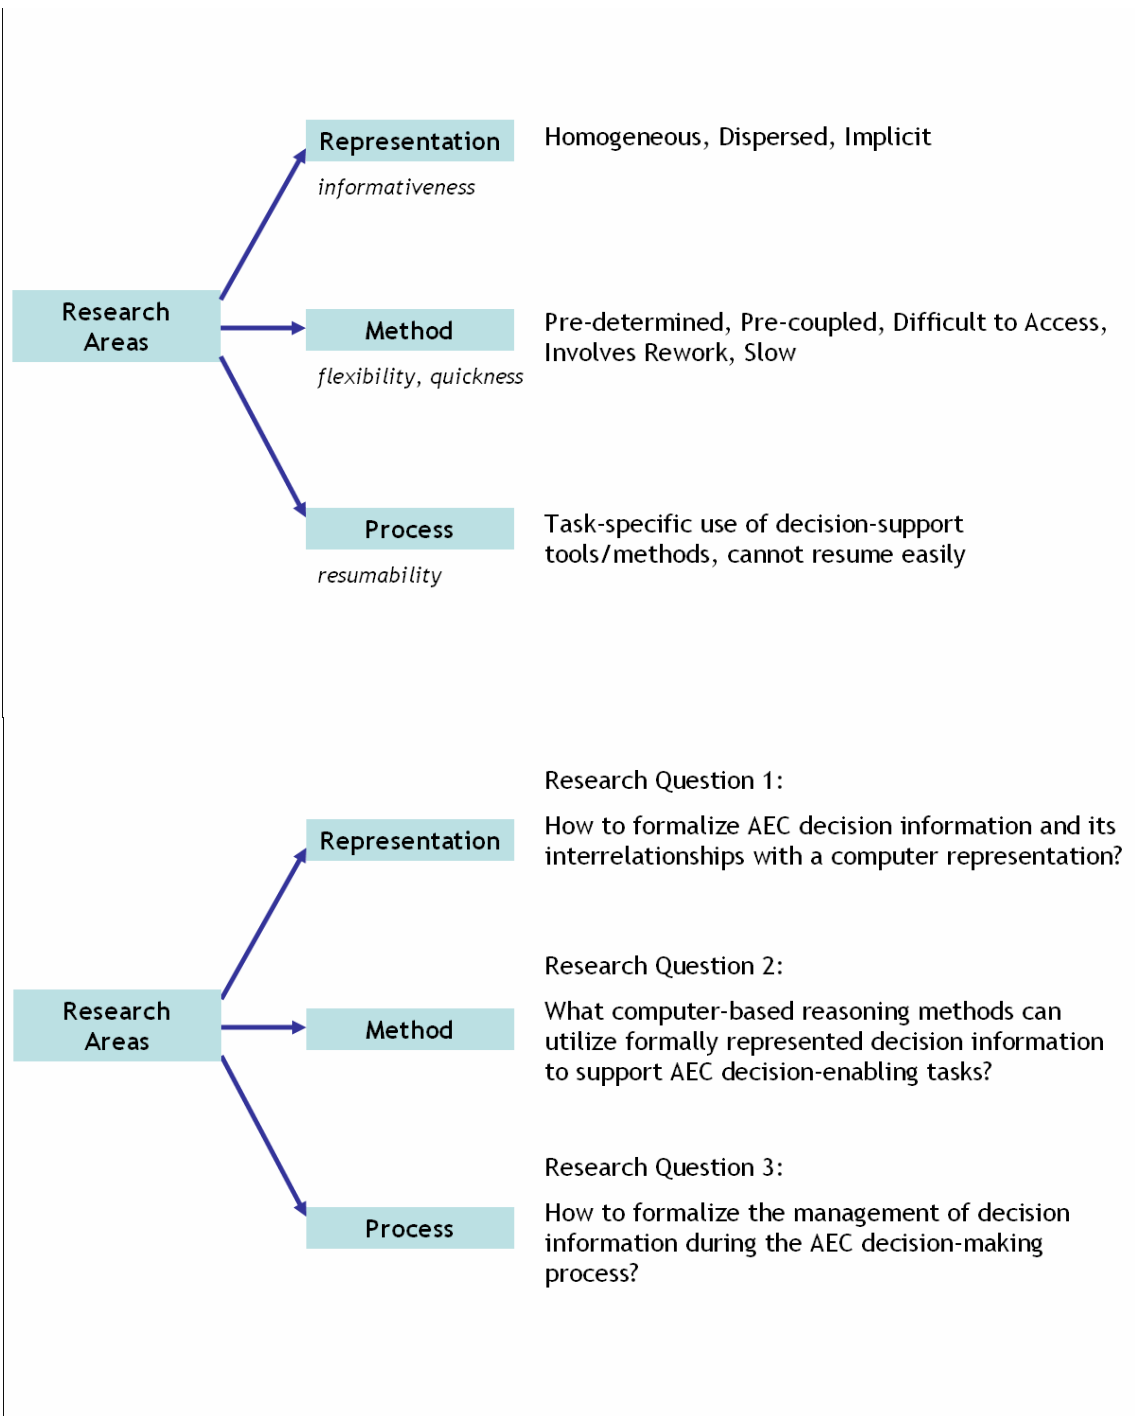 Representation
Homogeneous, Dispersed, Implicit
informativeness
Research
Areas
Method
Pre-determined, Pre-coupled, Difficult to Access,
Involves Rework, Slow
flexibility, quickness
Process
Task-specific use of decision-support
tools/methods, cannot resume easily
resumability
Research Question 1:
Representation
How to formalize AEC decision information and its
interrelationships with a computer representation?
Research
Areas
Research Question 2:
Method
What computer-based reasoning methods can
utilize formally represented decision information
to support AEC decision-enabling tasks?
Research Question 3:
Process
How to formalize the management of decision
information during the AEC decision-making
process?